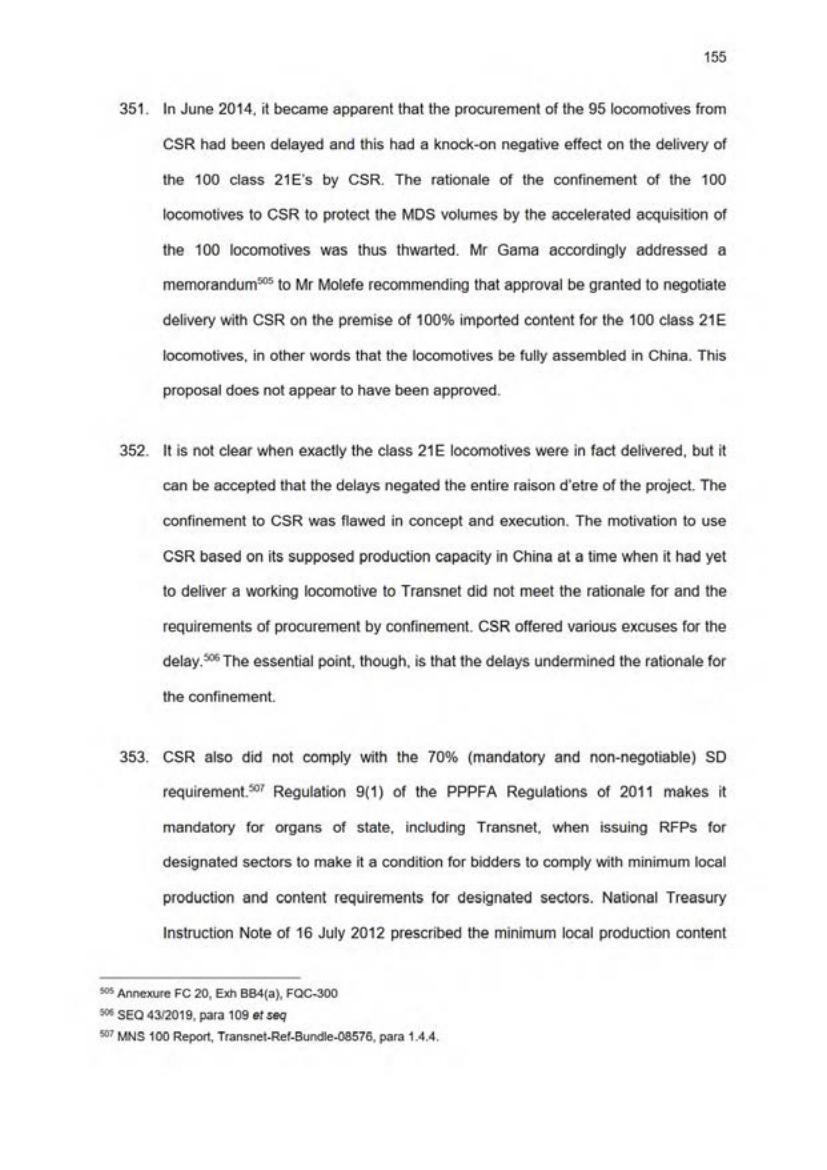 155
351. In June 2014, it became apparent that the procurement of the 95 locomotives from
CSR had been delayed and this had a knock-on negative effect on the delivery of
the 100 class 21E's by CSR. The rationale of the confinement of the 100
locomotives to CSR to protect the MDS volumes by the accelerated acquisition of
the 100 locomotives was thus thwarted. Mr Gama accordingly addressed a
memorandum505 to Mr Molefe recommending that approval be granted to negotiate
delivery with CSR on the premise of 100% imported content for the 100 class 21E
locomotives, in other words that the locomotives be fully assembled in China. This
proposal does not appear to have been approved.
352. It is not clear when exactly the class 21E locomotives were in fact delivered, but it
can be accepted that the delays negated the entire raison d'etre of the project. The
confinement to CSR was flawed in concept and execution. The motivation to use
CSR based on its supposed production capacity in China at a time when it had yet
to deliver a working locomotive to Transnet did not meet the rationale for and the
requirements of procurement by confinement. CSR offered various excuses for the
delay.506 The essential point, though, is that the delays undermined the rationale for
the confinement.
353. CSR also did not comply with the 70% (mandatory and non-negotiable) SD
requirement.507 Regulation 9(1) of the PPPFA Regulations of 2011 makes it
mandatory for organs of state, including Transnet, when issuing RFPs for
designated sectors to make it a condition for bidders to comply with minimum local
production and content requirements for designated sectors. National Treasury
Instruction Note of 16 July 2012 prescribed the minimum local production content
505 Annexure FC 20, Exh BB4(a), FQC-300
506 SEQ 43/2019, para 109 et seq
507 MNS 100 Report, Transnet-Ref-Bundle-08576, para 1.4.4.